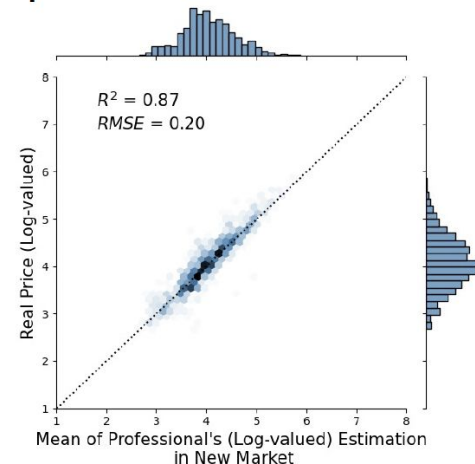 R² = 0.87
RMSE = 0.20
8
7
6
5
4
3
2
1
Real Price (Log-valued)
1 2 3 4 5 6 7 8
Mean of Professional's (Log-valued) Estimation
in New Market